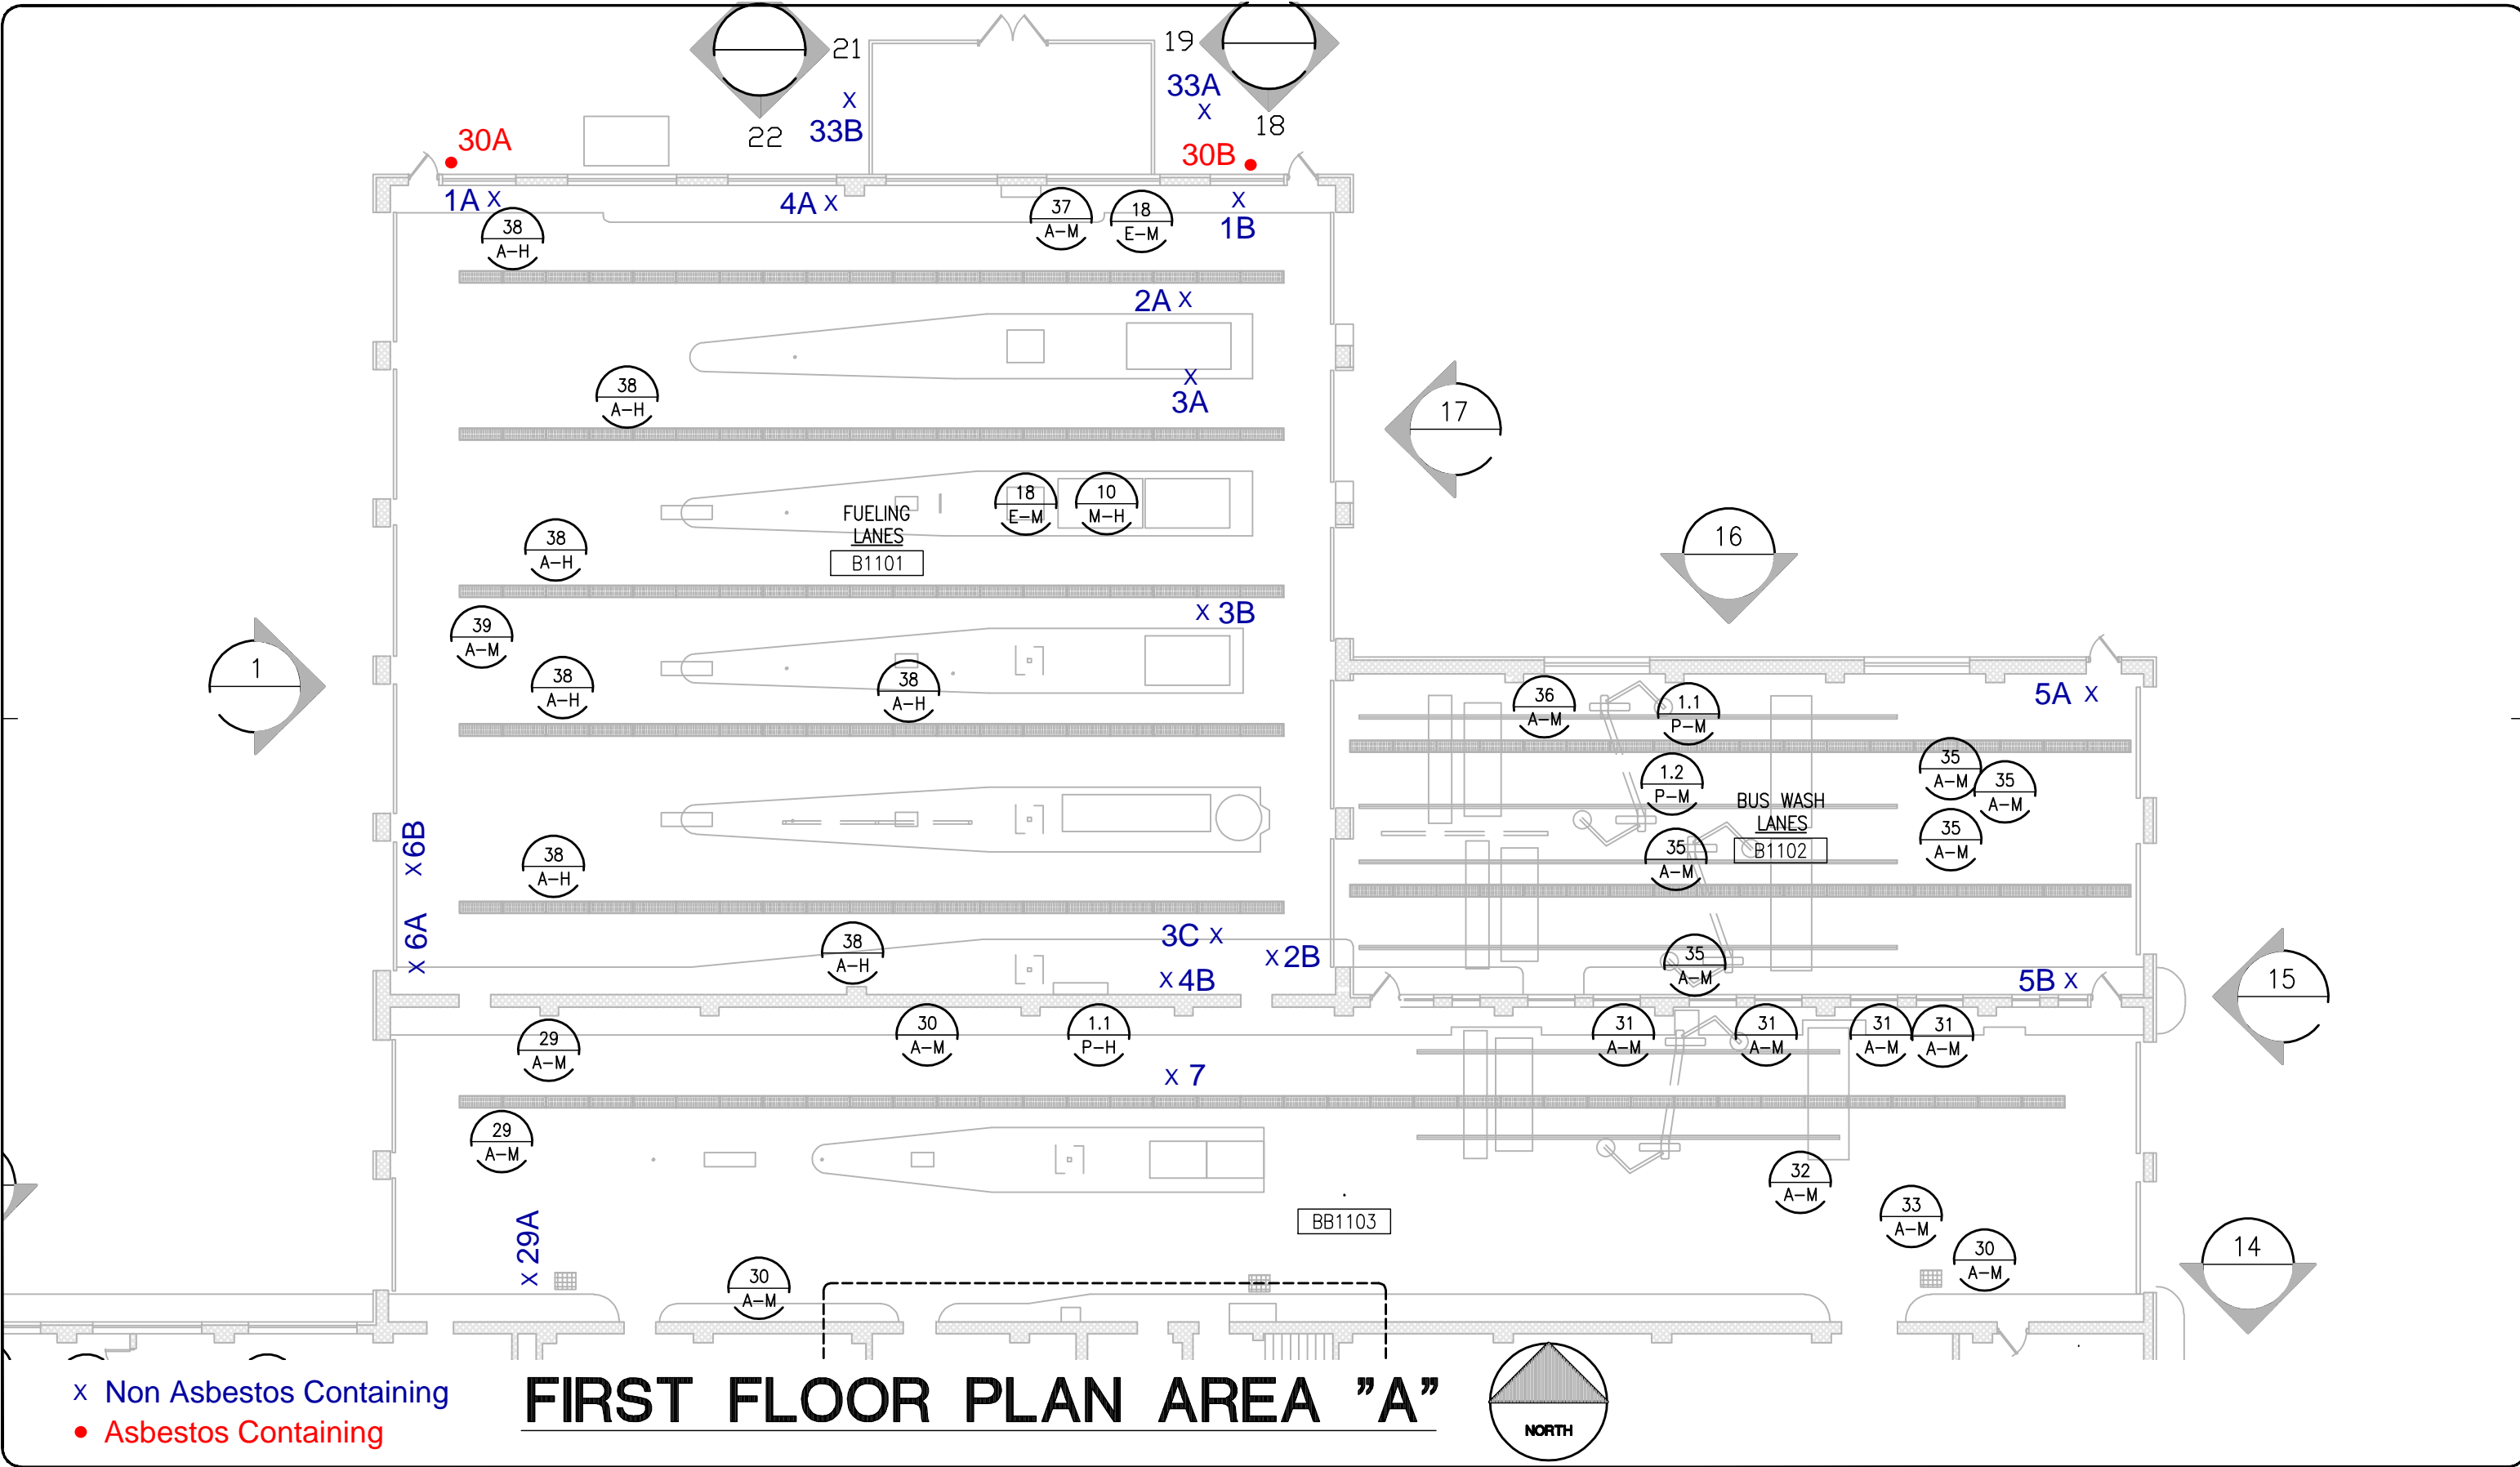 21
19
33A
33B
22
18
30A
30B
1A
4A
37
A-M
18
E-M
1B
38
A-H
2A
38
A-H
3A
17
FUELING
LANES
B1101
18
E-M
10
M-H
38
A-H
16
39
A-M
3B
1
38
A-H
38
A-H
36
A-M
1.1
P-M
5A
1.2
P-M
35
A-M
35
A-M
BUS WASH
LANES
B1102
35
A-M
35
A-M
6B
38
A-H
6A
38
A-H
3C
2B
35
A-M
4B
5B
15
29
A-M
30
A-M
1.1
P-H
31
A-M
31
A-M
31
A-M
31
A-M
7
29
A-M
32
A-M
29A
BB1103
33
A-M
30
A-M
30
A-M
14
X Non Asbestos Containing
Asbestos Containing
FIRST FLOOR PLAN AREA "A"
NORTH